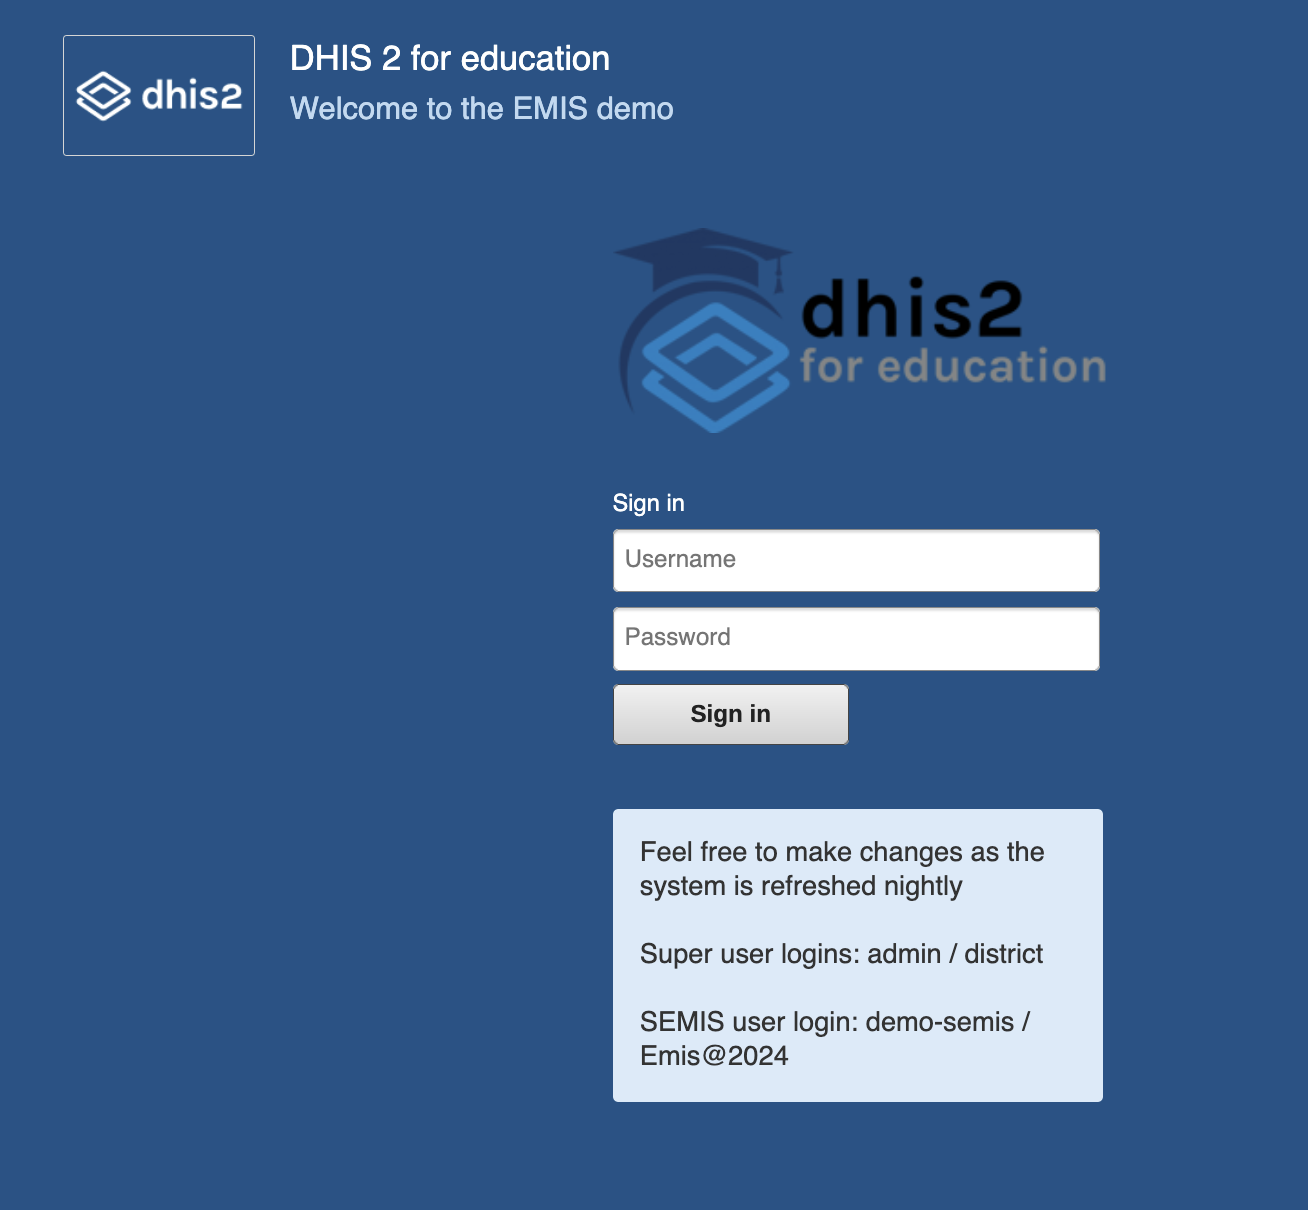 dhis2
DHIS 2 for education
Welcome to the EMIS demo
dhis2
for education
Sign in
Username
Password
Sign in
Feel free to make changes as the
system is refreshed nightly
Super user logins: admin / district
SEMIS user login: demo-semis /
Emis@2024